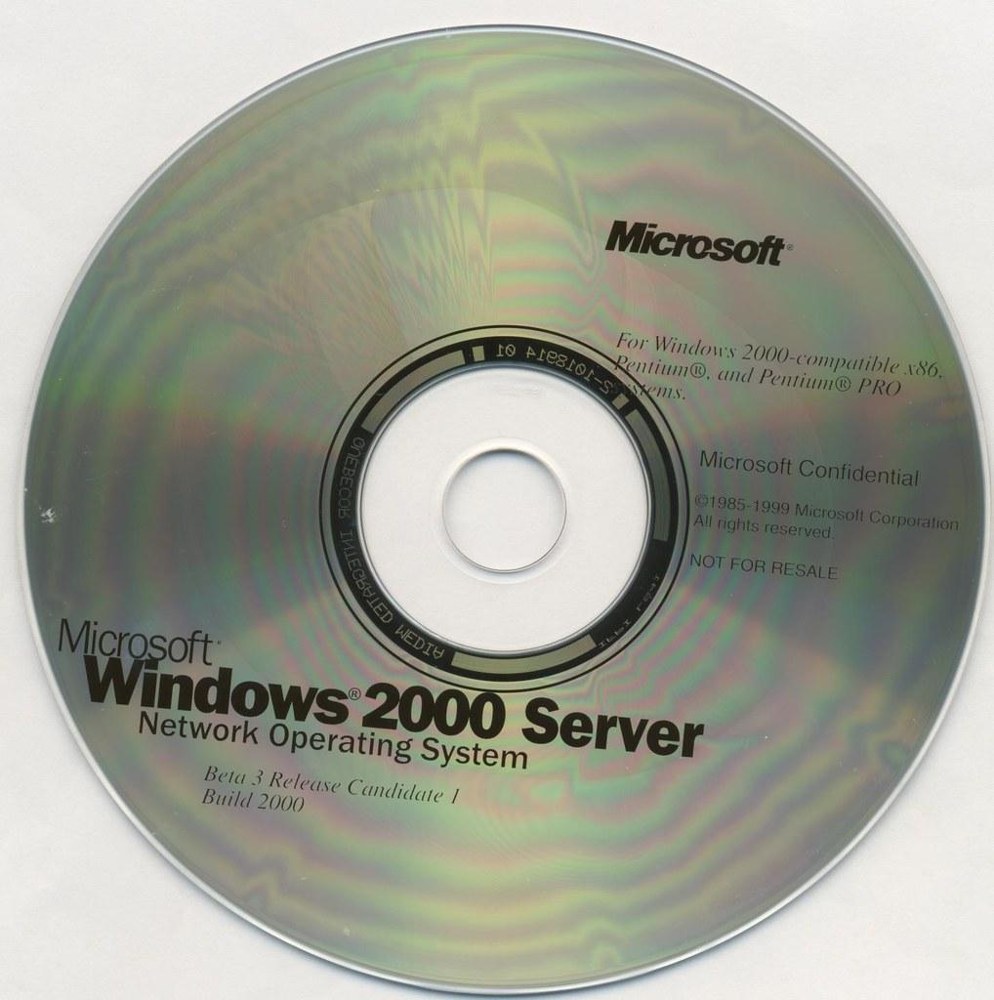 Microsoft®
For Windows 2000-compatible x86,
Pentium®, and Pentium® PRO
systems.
Microsoft Confidential
©1985-1999 Microsoft Corporation
All rights reserved.
NOT FOR RESALE
2-1018914 01
QUEBECOR INTEGRATED MEDIA
Microsoft®
Windows® 2000 Server
Network Operating System
Beta 3 Release Candidate 1
Build 2000